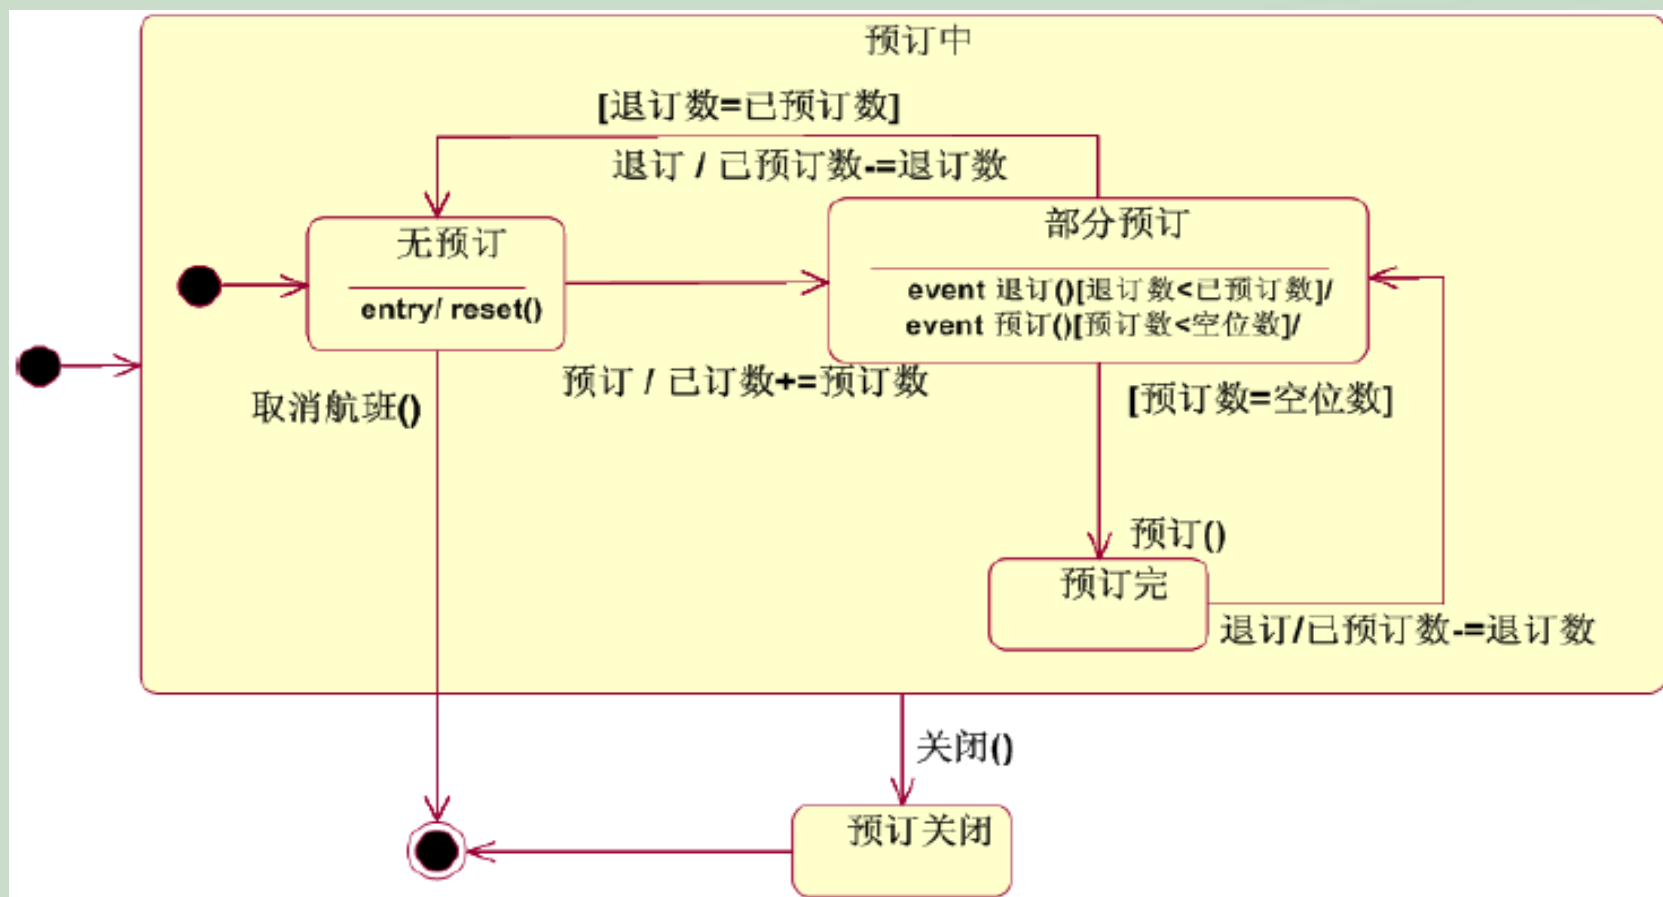 预订中
[退订数=已预订数]
退订 / 已预订数-=退订数
无预订
entry/ reset()
部分预订
event 退订()[退订数<已预订数]/
event 预订()[预订数<空位数]/
预订 / 已订数+=预订数
取消航班()
[预订数=空位数]
预订()
预订完
退订/已预订数-=退订数
关闭()
预订关闭